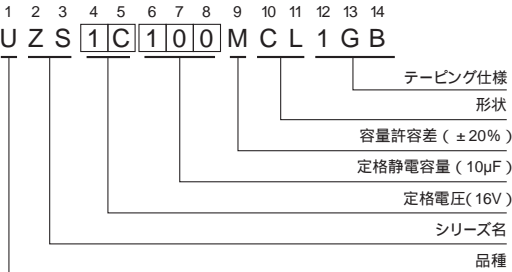 1 2 3 4 5 6 7 8 9 10 11 12 13 14
U Z S 1 C 1 0 0 M C L 1 G B
テーピング仕様
形状
容量許容差 ( ±20% )
定格静電容量 ( 10µF )
定格電圧( 16V )
シリーズ名
品種